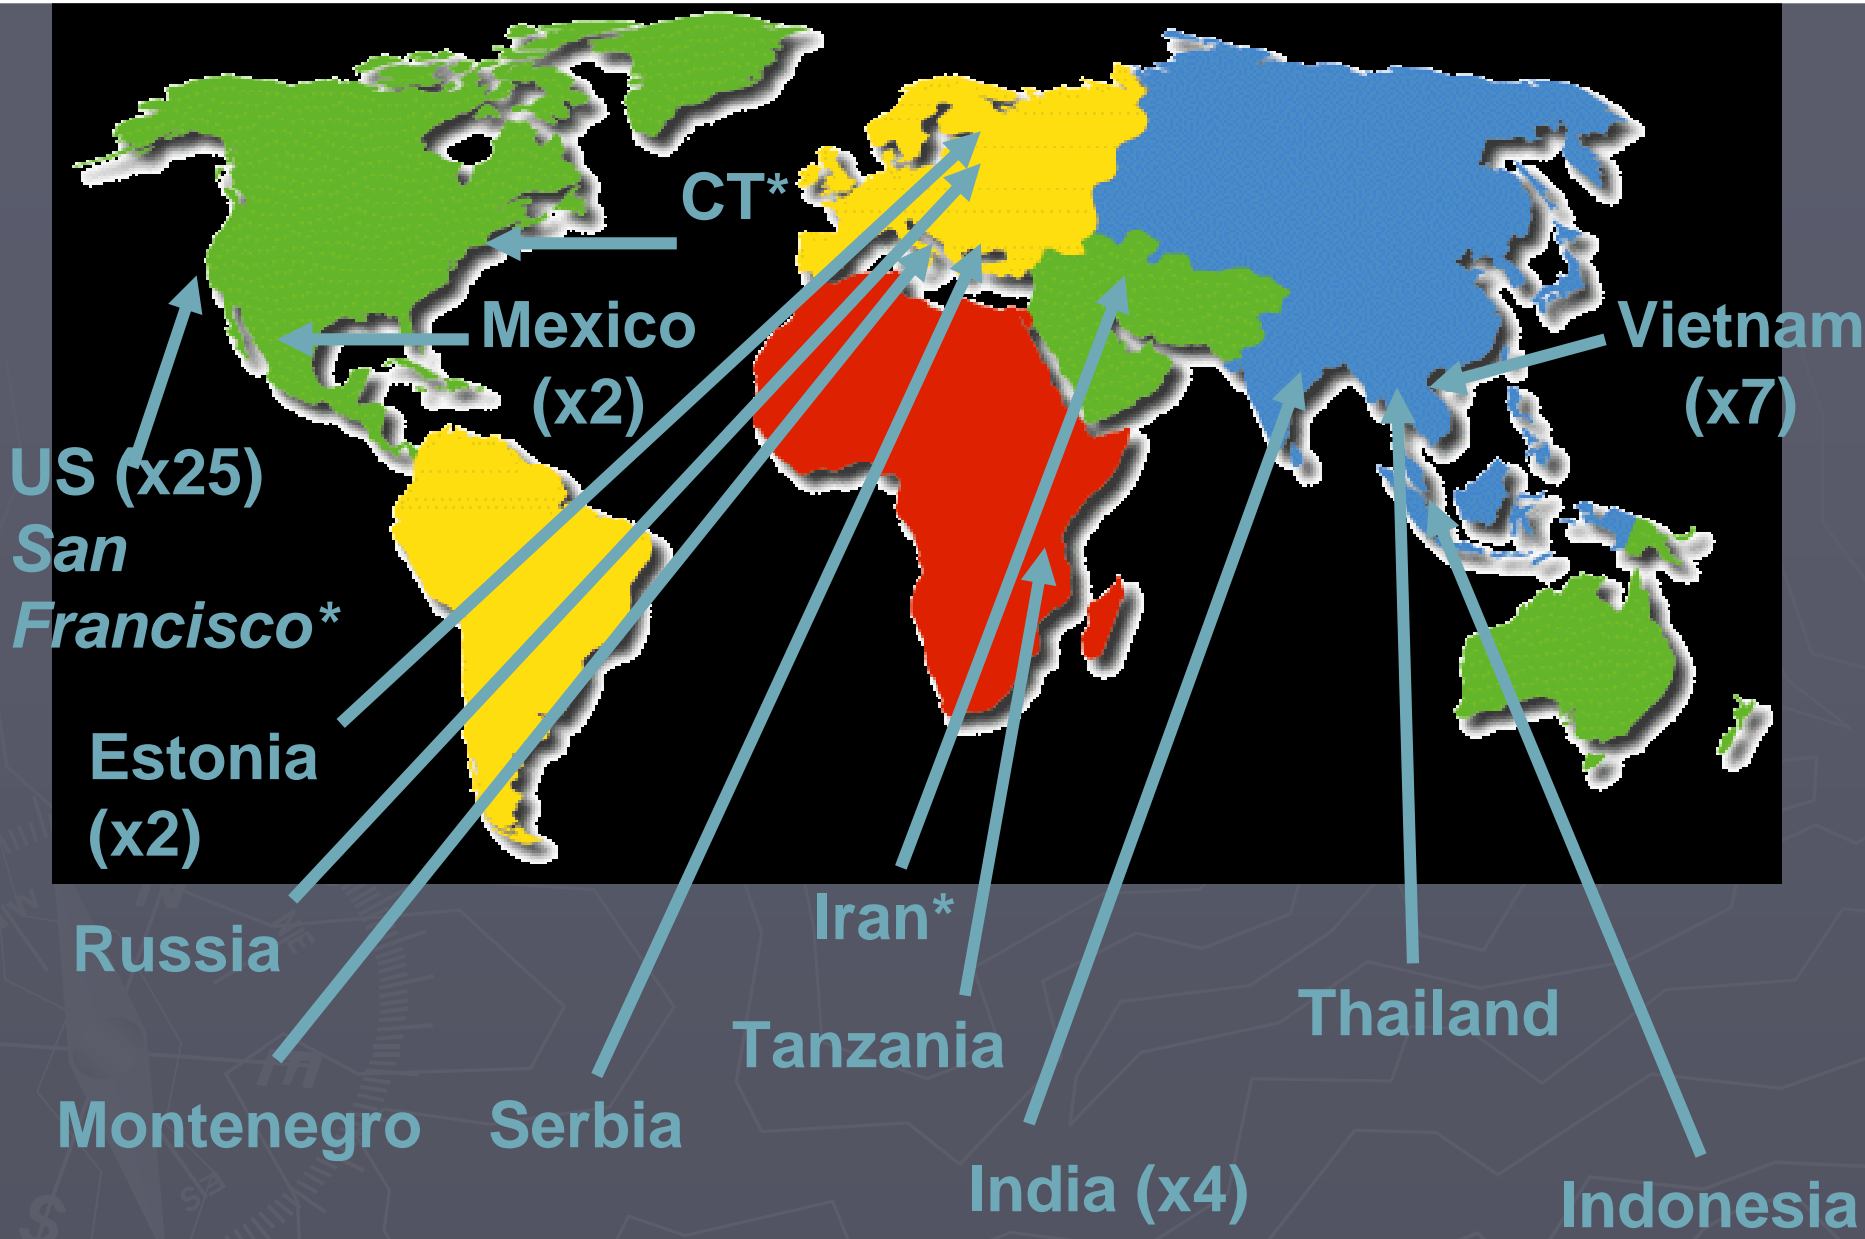 CT*
Mexico
(x2)
Vietnam
(x7)
US (x25)
San
Francisco*
Estonia
(x2)
Russia
Iran*
Montenegro
Serbia
Tanzania
Thailand
India (x4)
Indonesia
N
NE
E
S